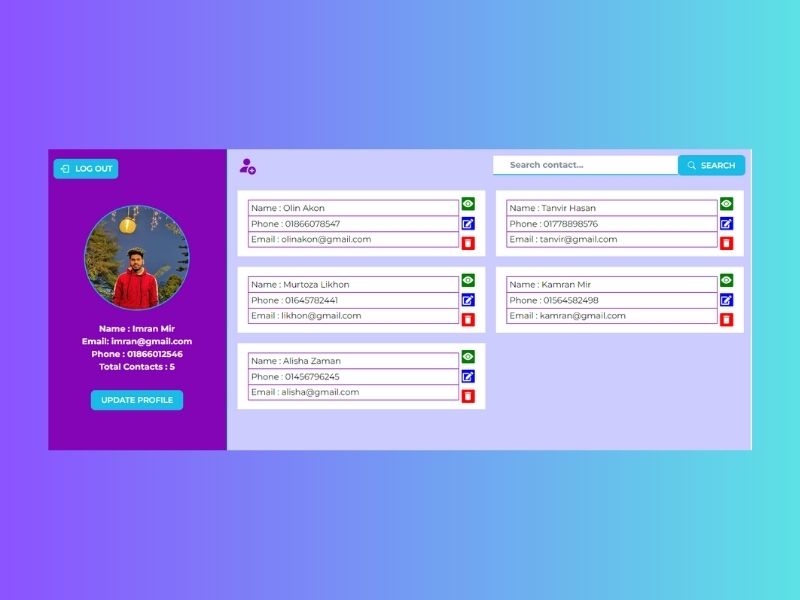 LOG OUT
Name : Imran Mir
Email: imran@gmail.com
Phone : 01866012546
Total Contacts : 5
UPDATE PROFILE
Search contact...
SEARCH
Name : Olin Akon
Phone : 01866078547
Email : olinakon@gmail.com
Name : Tanvir Hasan
Phone : 01778898576
Email : tanvir@gmail.com
Name : Murtoza Likhon
Phone : 01645782441
Email : likhon@gmail.com
Name : Kamran Mir
Phone : 01564582498
Email : kamran@gmail.com
Name : Alisha Zaman
Phone : 01456796245
Email : alisha@gmail.com